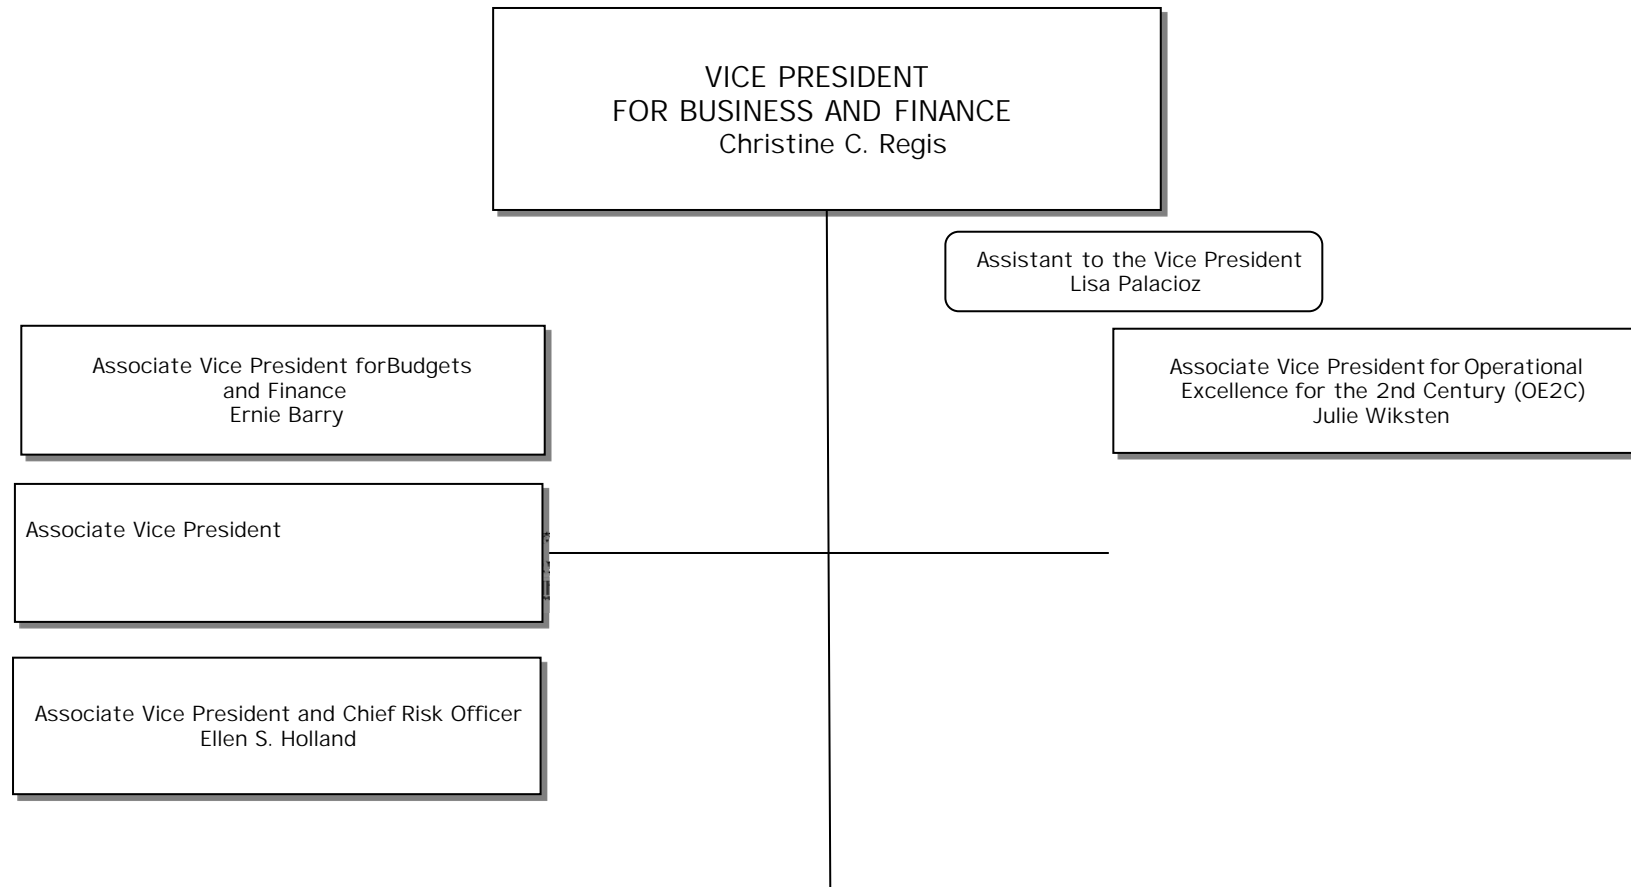 VICE PRESIDENT
FOR BUSINESS AND FINANCE
Christine C. Regis
Assistant to the Vice President
Lisa Palacioz
Associate Vice President forBudgets
and Finance
Ernie Barry
Associate Vice President for Operational
Excellence for the 2nd Century (OE2C)
Julie Wiksten
Associate Vice President
Associate Vice President and Chief Risk Officer
Ellen S. Holland